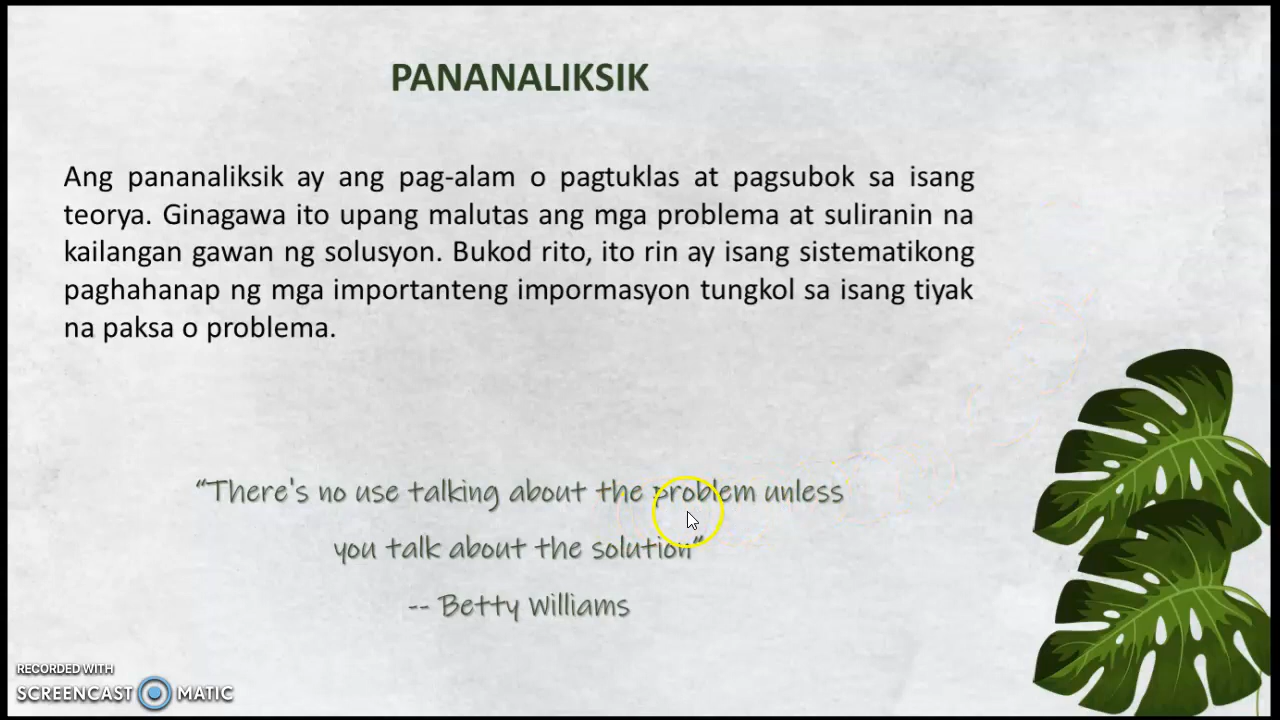 PANANALIKSIK
Ang pananaliksik ay ang pag-alam o pagtuklas at pagsubok sa isang
teorya. Ginagawa ito upang malutas ang mga problema at suliranin na
kailangan gawan ng solusyon. Bukod rito, ito rin ay isang sistematikong
paghahanap ng mga importanteng impormasyon tungkol sa isang tiyak
na paksa o problema.
“There's no use talking about the problem unless
you talk about the solution”
-- Betty Williams
RECORDED WITH
SCREENCAST MATIC